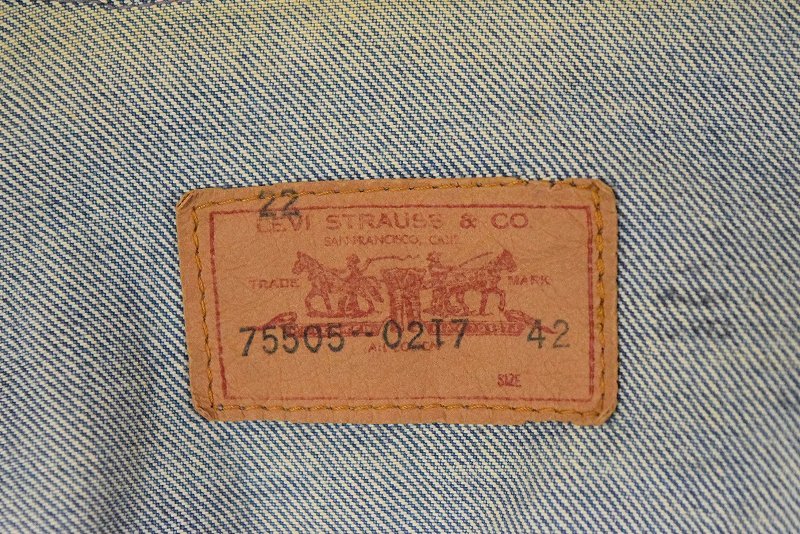 22
LEVI STRAUSS & CO.
SAN FRANCISCO, CALIF.
TRADE MARK
75505-0217 42
SIZE